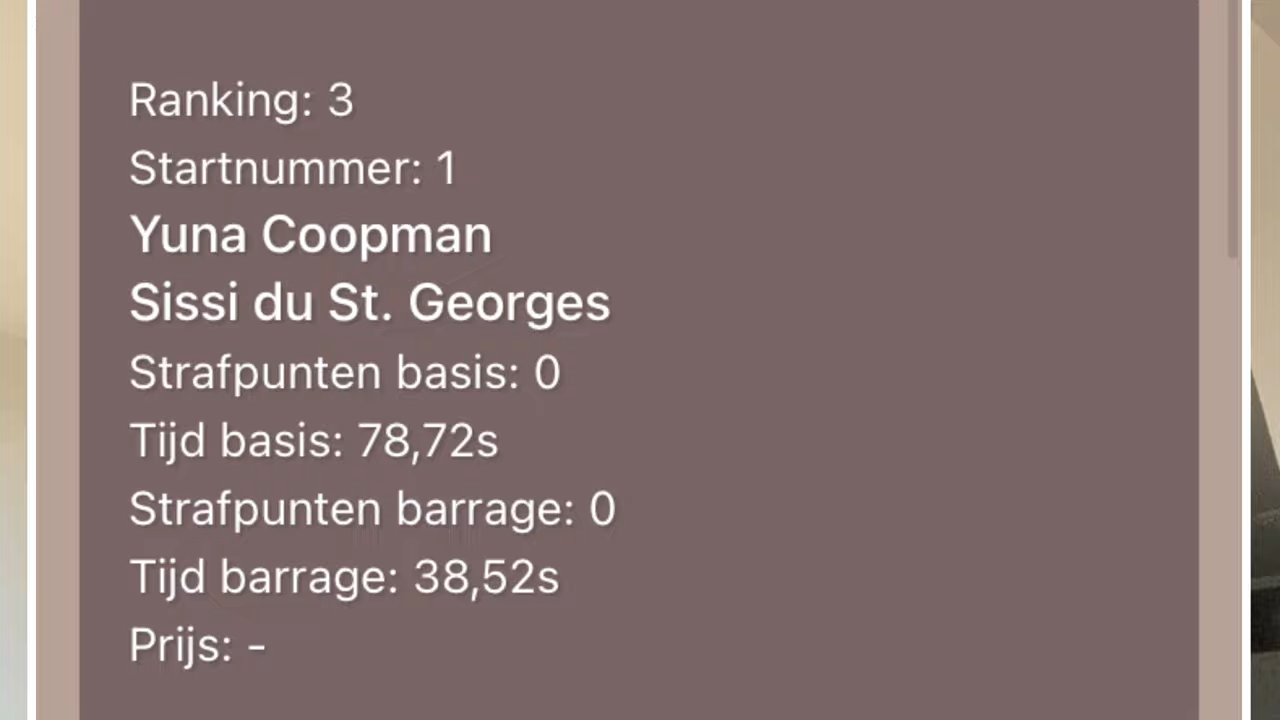 Ranking: 3
Startnummer: 1
Yuna Coopman
Sissi du St. Georges
Strafpunten basis: 0
Tijd basis: 78,72s
Strafpunten barrage: 0
Tijd barrage: 38,52s
Prijs: -